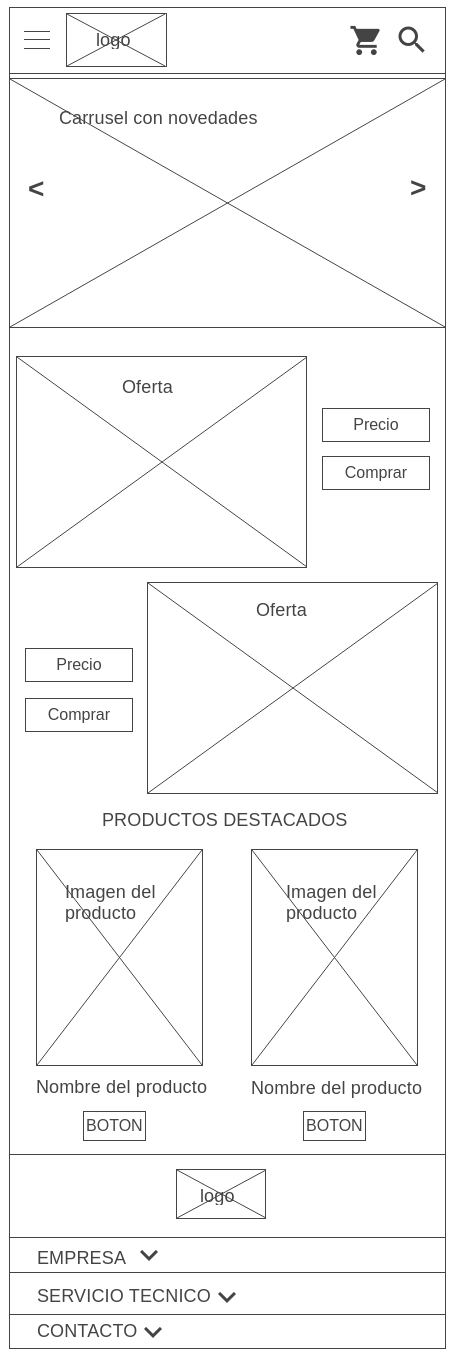 logo
Carrusel con novedades
< >
Oferta
Precio
Comprar
Oferta
Precio
Comprar
PRODUCTOS DESTACADOS
Imagen del
producto
Imagen del
producto
Nombre del producto
Nombre del producto
BOTON
BOTON
logo
EMPRESA
SERVICIO TECNICO
CONTACTO